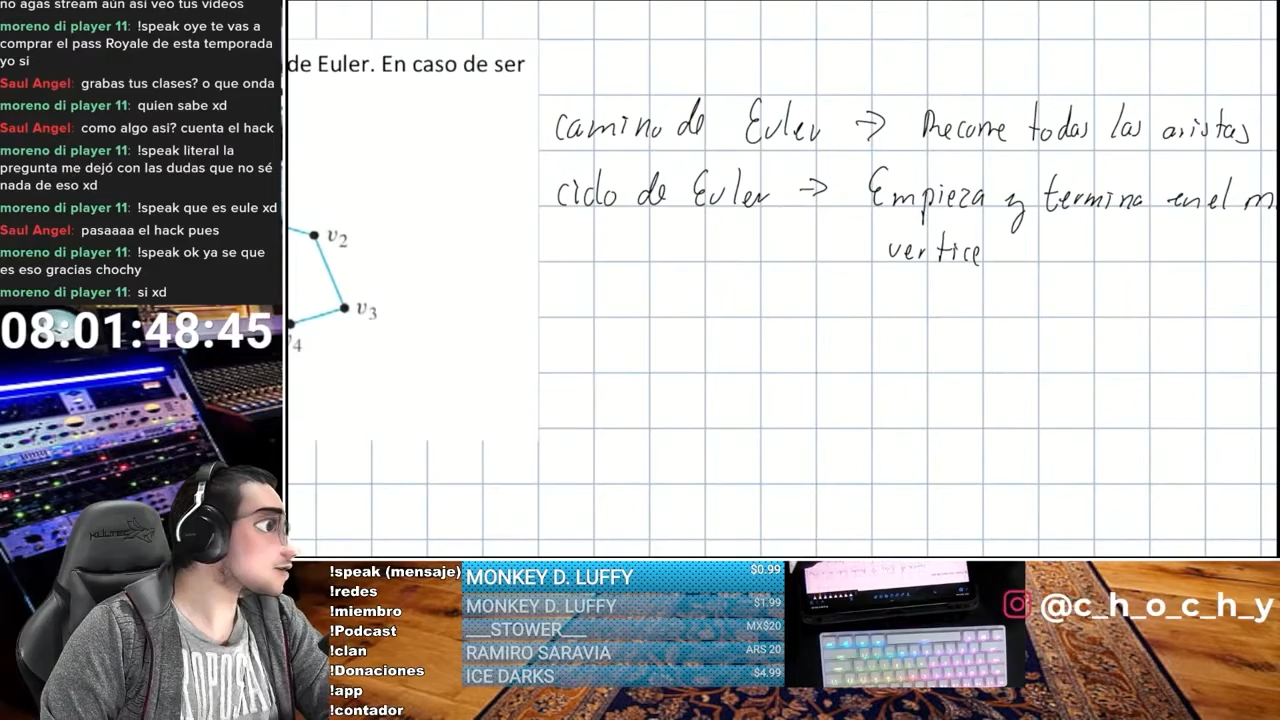 no agas stream aún así veo tus videos
moreno di player 11: !speak oye te vas a
comprar el pass Royale de esta temporada
yo si
Saul Angel: grabas tus clases? o que onda
moreno di player 11: quien sabe xd
Saul Angel: como algo asi? cuenta el hack
moreno di player 11: !speak literal la
pregunta me dejó con las dudas que no sé
nada de eso xd
moreno di player 11: !speak que es eule xd
Saul Angel: pasaaaa el hack pues
moreno di player 11: !speak ok ya se que
es eso gracias chochy
moreno di player 11: si xd
08:01:48:45
de Euler. En caso de ser
v2
v3
v4
camino de Euler → Recorre todas las aristas
ciclo de Euler → Empieza y termina en el m
vertice
!speak (mensaje)
!redes
!miembro
!Podcast
!clan
!Donaciones
!app
!contador
MONKEY D. LUFFY $0.99
MONKEY D. LUFFY $1.99
___STOWER___ MX$20
RAMIRO SARAVIA ARS 20
ICE DARKS $4.99
@c_h_o_c_h_y